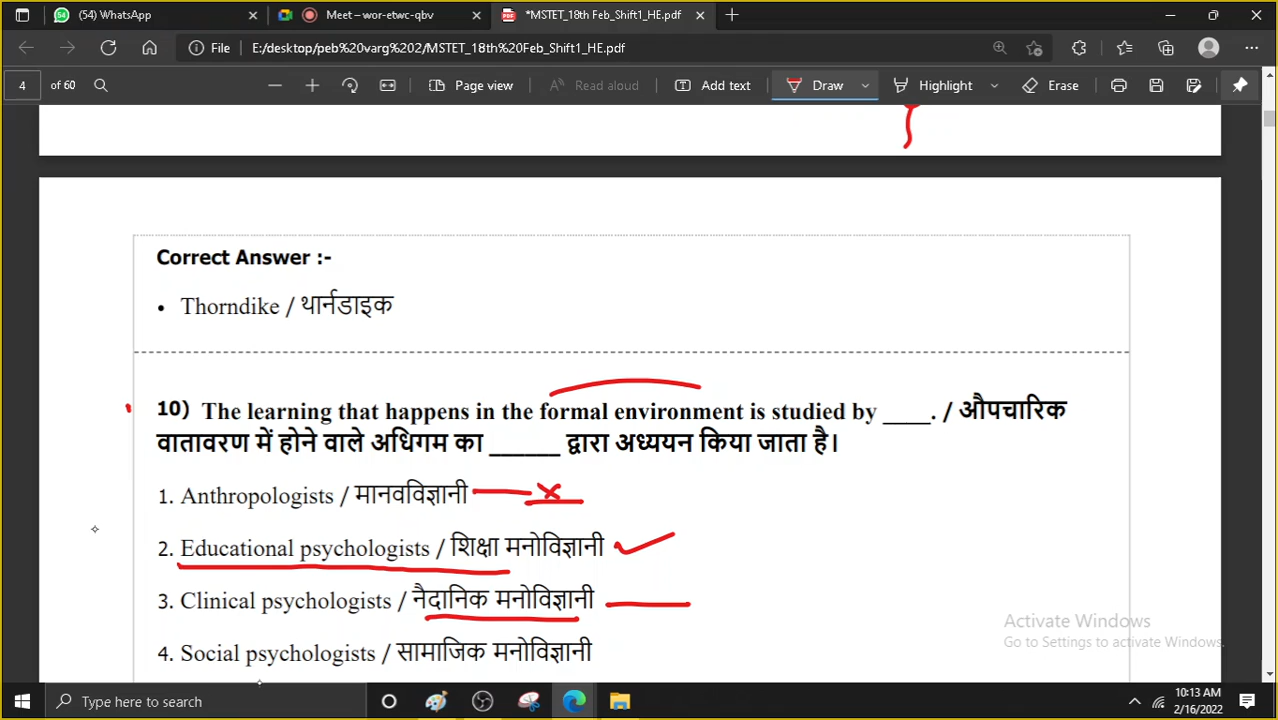 (54) WhatsApp
Meet – wor-etwc-qbv
*MSTET_18th Feb_Shift1_HE.pdf
File
E:/desktop/peb%20varg%202/MSTET_18th%20Feb_Shift1_HE.pdf
4 of 60
Page view
Read aloud
Add text
Draw
Highlight
Erase
Correct Answer :-
• Thorndike / थार्नडाइक
10) The learning that happens in the formal environment is studied by ____. / औपचारिक
वातावरण में होने वाले अधिगम का ______ द्वारा अध्ययन किया जाता है।
1. Anthropologists / मानवविज्ञानी
2. Educational psychologists / शिक्षा मनोविज्ञानी
3. Clinical psychologists / नैदानिक मनोविज्ञानी
4. Social psychologists / सामाजिक मनोविज्ञानी
Activate Windows
Go to Settings to activate Windows.
Type here to search
10:13 AM
2/16/2022